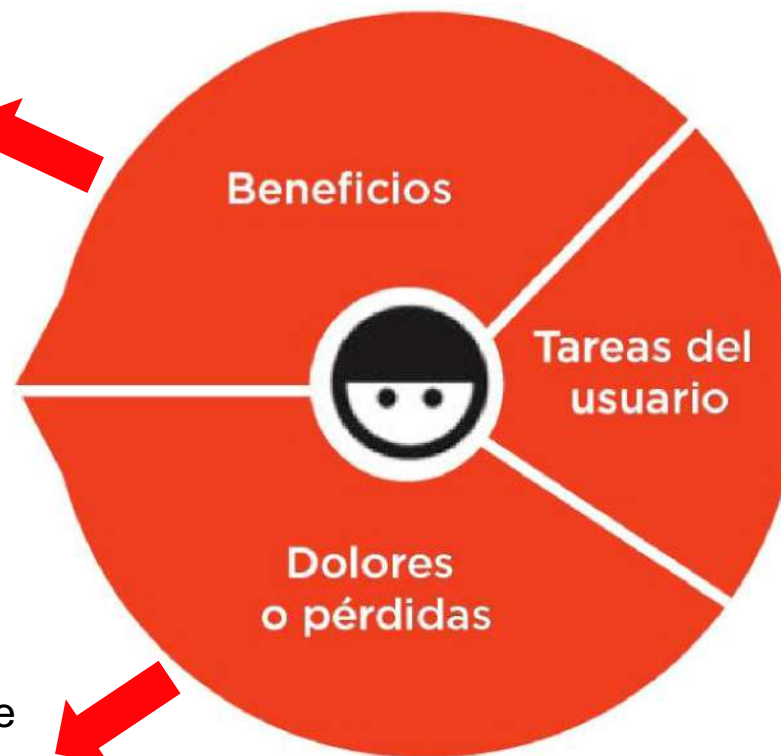 Beneficios
Tareas del
usuario
Dolores
o pérdidas